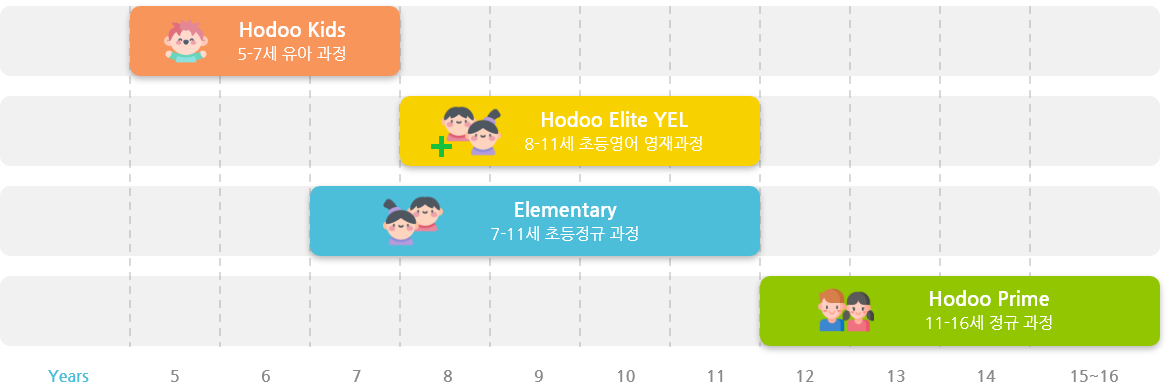 Hodoo Kids
5-7세 유아 과정
Hodoo Elite YEL
8-11세 초등영어 영재과정
Elementary
7-11세 초등정규 과정
Hodoo Prime
11-16세 정규 과정
Years 5 6 7 8 9 10 11 12 13 14 15~16